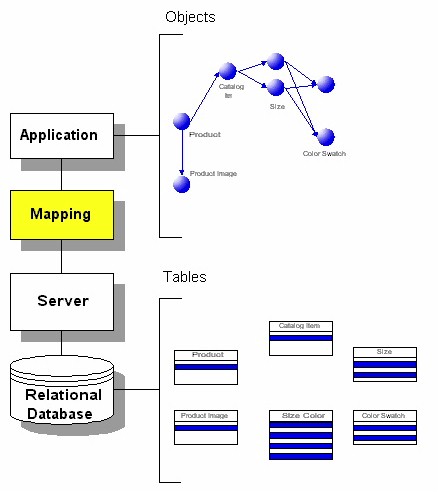 Objects
Catalog
Itm
Size
Application
Product
Color Swatch
Product Image
Mapping
Tables
Server
Catalog Item
Product
Size
Relational
Database
Product Image
Size Color
Color Swatch